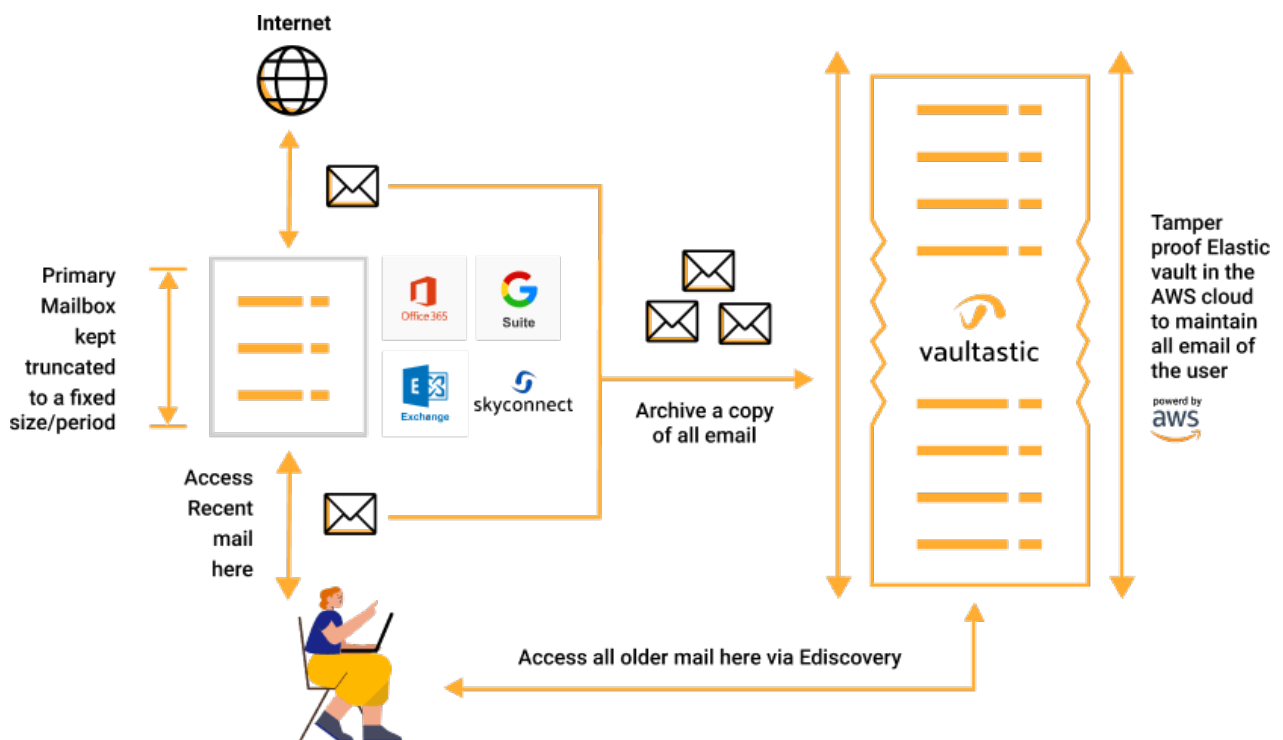 Internet
Primary
Mailbox
kept
truncated
to a fixed
size/period
Office 365
G
Suite
Exchange
skyconnect
Access
Recent
mail
here
Archive a copy
of all email
vaultastic
Tamper
proof Elastic
vault in the
AWS cloud
to maintain
all email of
the user
powered by
aws
Access all older mail here via Ediscovery